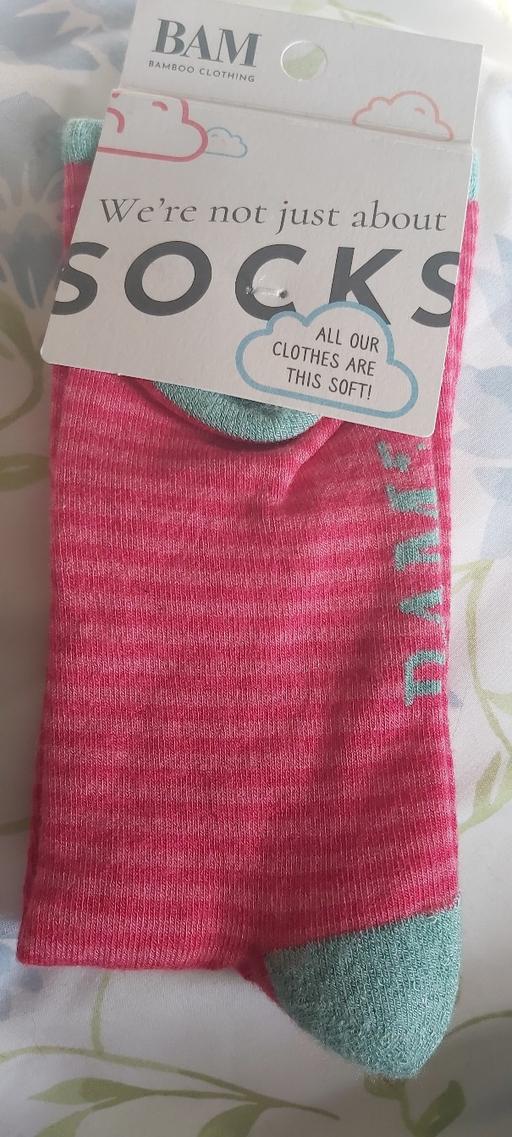 BAM
BAMBOO CLOTHING
We're not just about
SOCKS
ALL OUR
CLOTHES ARE
THIS SOFT!